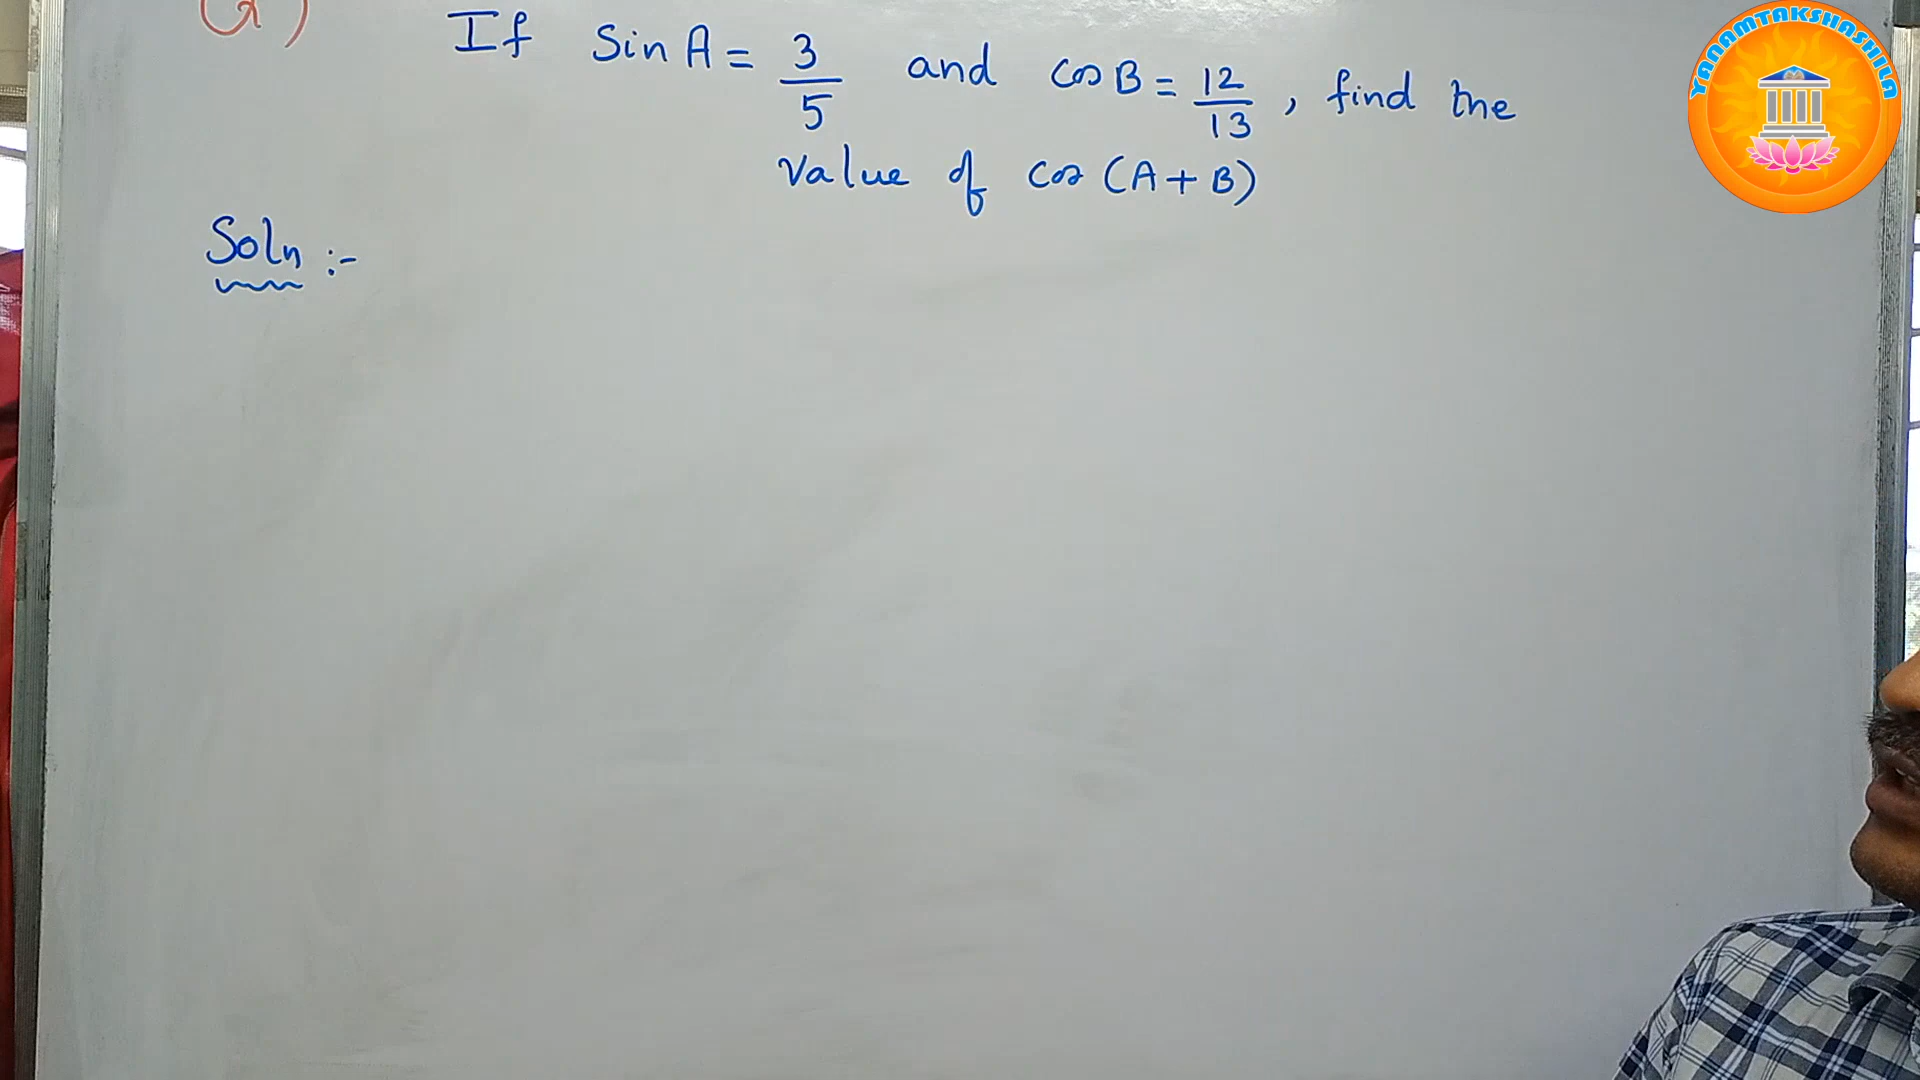 If Sin A = 3/5 and cos B = 12/13, find the
Value of cos (A + B)
Soln :-
YANAMTAKSHASHILA